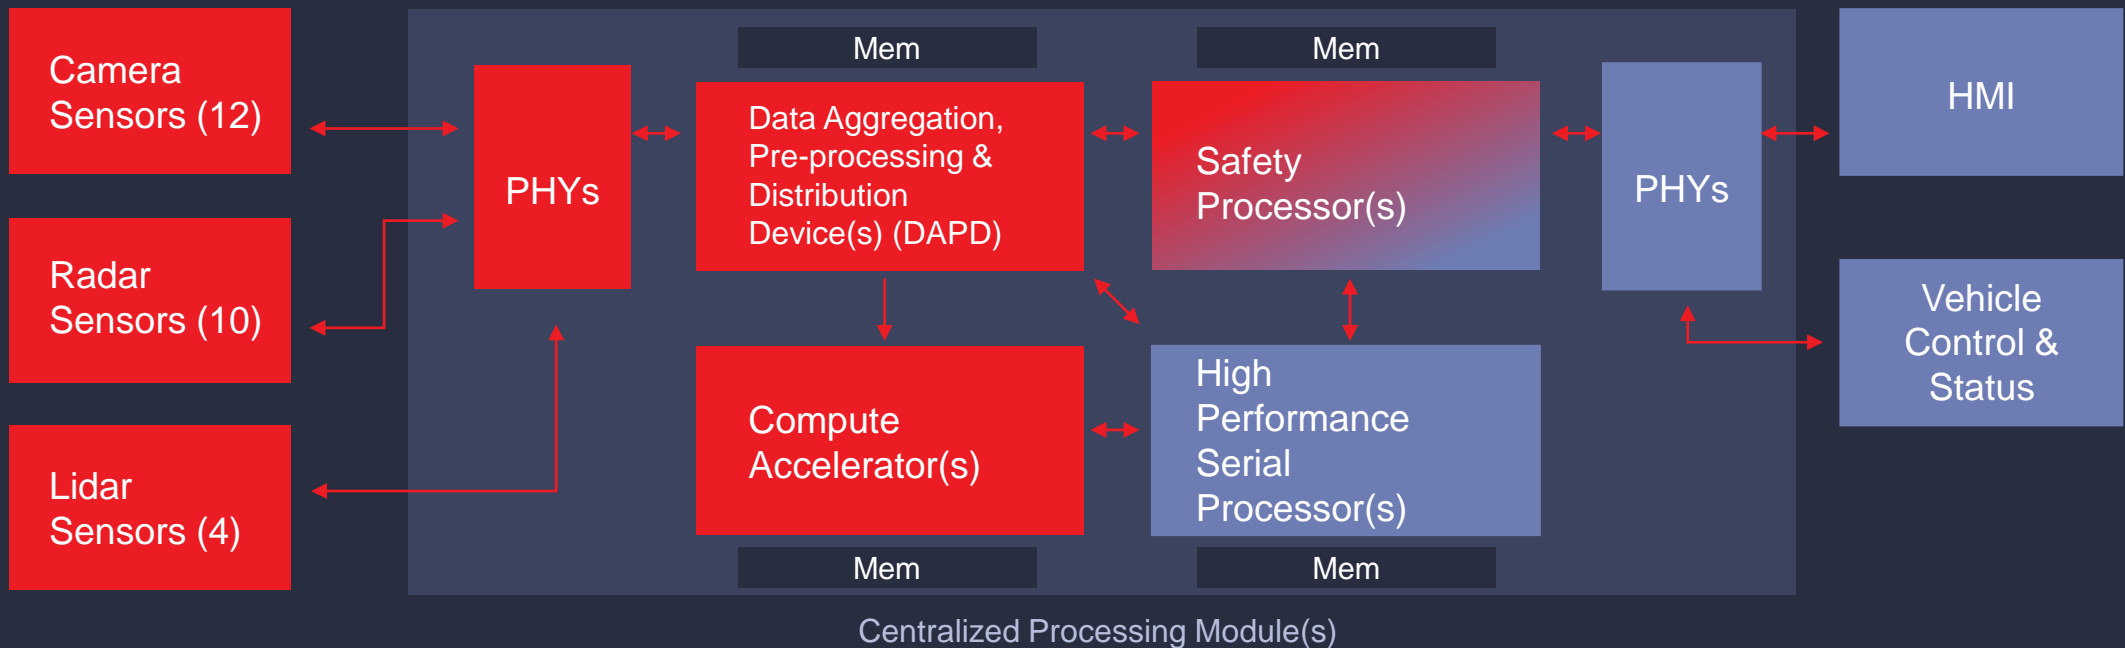 Camera
Sensors (12)
Radar
Sensors (10)
Lidar
Sensors (4)
PHYs
Mem
Data Aggregation,
Pre-processing &
Distribution
Device(s) (DAPD)
Compute
Accelerator(s)
Mem
Mem
Safety
Processor(s)
High
Performance
Serial
Processor(s)
Mem
PHYs
HMI
Vehicle
Control &
Status
Centralized Processing Module(s)